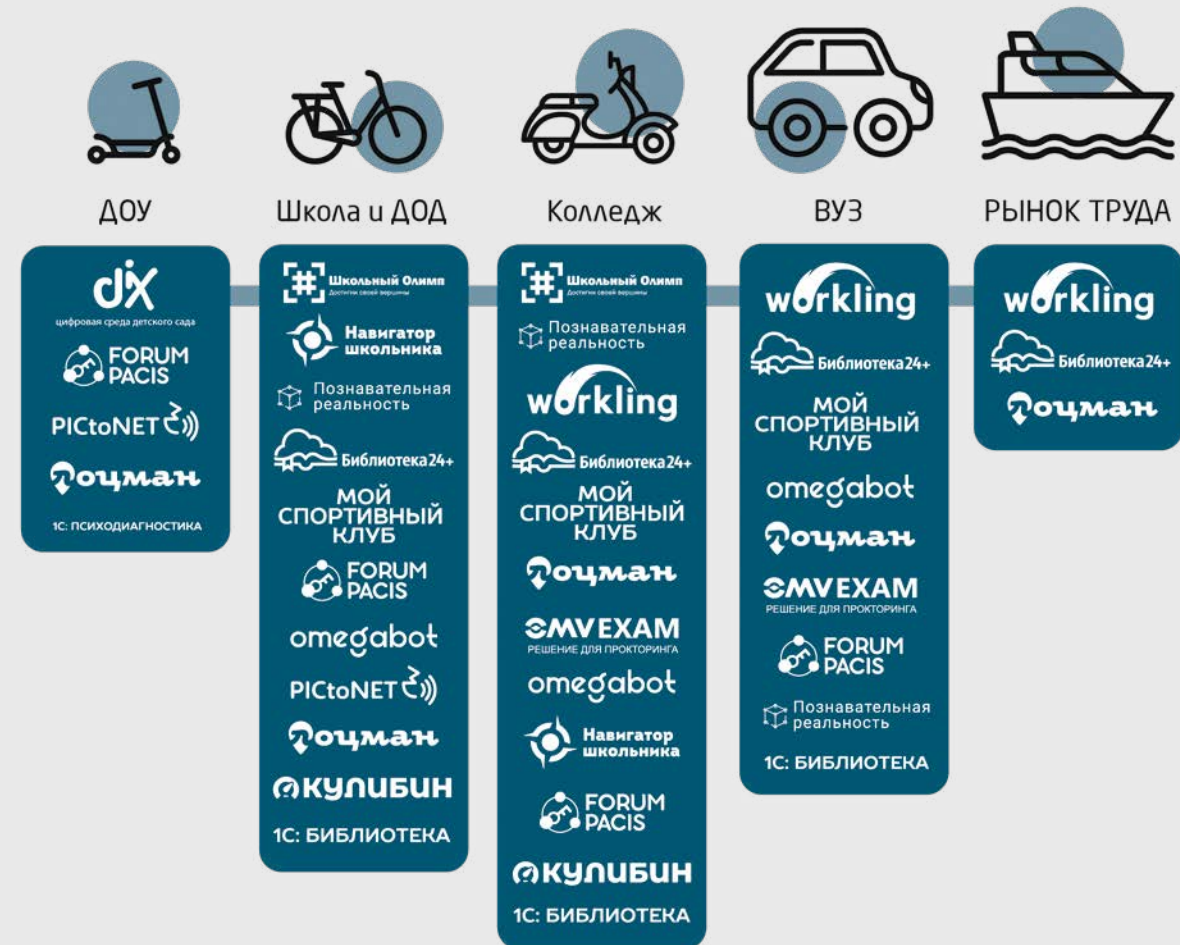 ДОУ
Школа и ДОД
Колледж
ВУЗ
РЫНОК ТРУДА
dix
цифровая среда детского сада
FORUM
PACIS
PICtoNET
Лоцман
1С: ПСИХОДИАГНОСТИКА
# Школьный Олимп
Достигни своей вершины
Навигатор
школьника
Познавательная
реальность
Библиотека24+
МОЙ
СПОРТИВНЫЙ
КЛУБ
FORUM
PACIS
omegabot
PICtoNET
Лоцман
КУЛИБИН
1С: БИБЛИОТЕКА
# Школьный Олимп
Достигни своей вершины
Познавательная
реальность
workling
Библиотека24+
МОЙ
СПОРТИВНЫЙ
КЛУБ
Лоцман
MVEXAM
РЕШЕНИЕ ДЛЯ ПРОКТОРИНГА
omegabot
Навигатор
школьника
FORUM
PACIS
КУЛИБИН
1С: БИБЛИОТЕКА
workling
Библиотека24+
МОЙ
СПОРТИВНЫЙ
КЛУБ
omegabot
Лоцман
MVEXAM
РЕШЕНИЕ ДЛЯ ПРОКТОРИНГА
FORUM
PACIS
Познавательная
реальность
1С: БИБЛИОТЕКА
workling
Библиотека24+
Лоцман